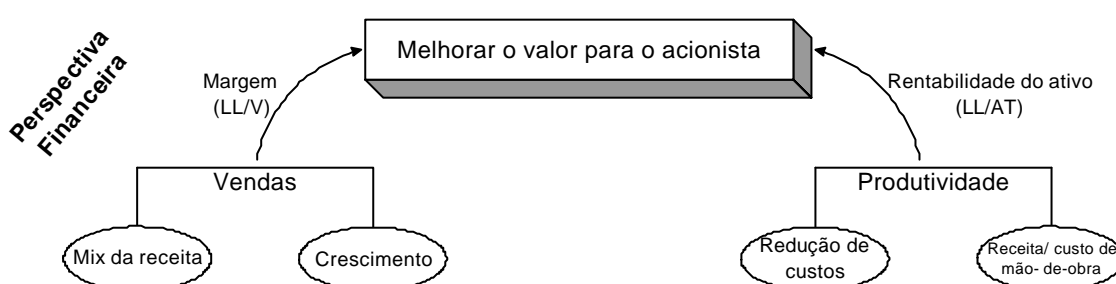 Perspectiva
Financeira
Melhorar o valor para o acionista
Margem
(LL/V)
Rentabilidade do ativo
(LL/AT)
Vendas
Produtividade
Mix da receita
Crescimento
Redução de
custos
Receita/ custo de
mão- de-obra